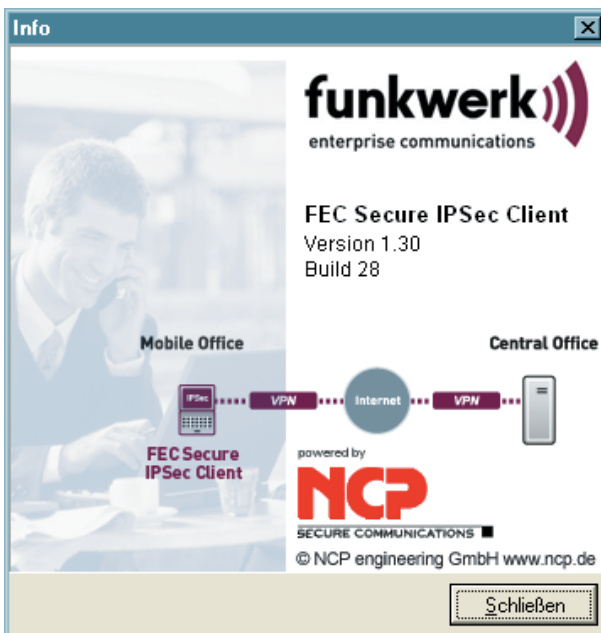 Info
funkwerk
enterprise communications
FEC Secure IPSec Client
Version 1.30
Build 28
Mobile Office
Central Office
IPSec
VPN
Internet
VPN
FEC Secure
IPSec Client
powered by
NCP
SECURE COMMUNICATIONS
© NCP engineering GmbH www.ncp.de
Schließen